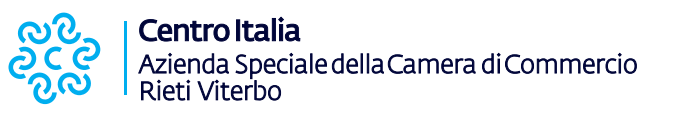 Centro Italia
Azienda Speciale della Camera di Commercio
Rieti Viterbo